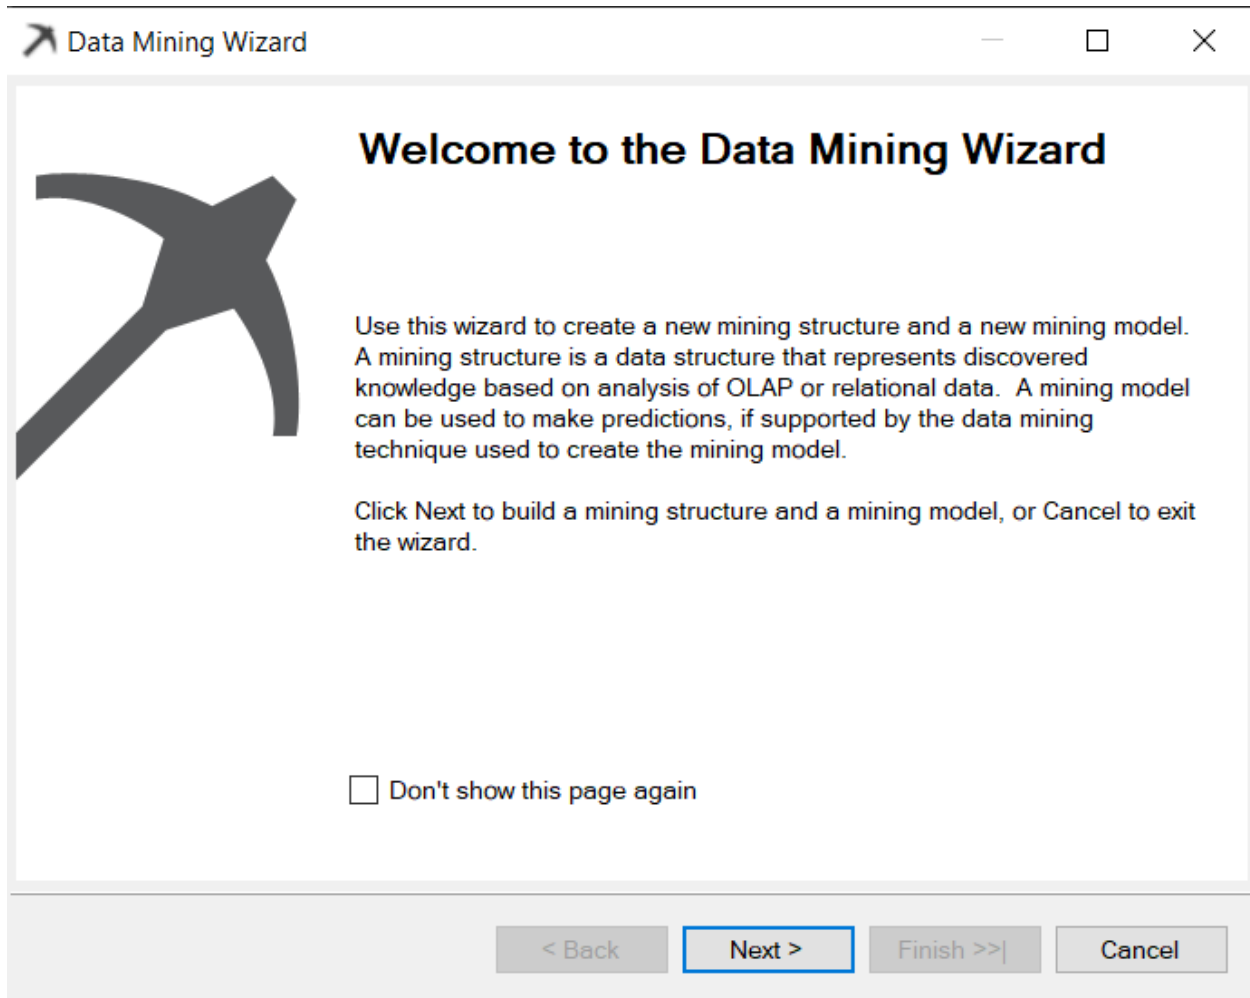 Data Mining Wizard
Welcome to the Data Mining Wizard
Use this wizard to create a new mining structure and a new mining model.
A mining structure is a data structure that represents discovered
knowledge based on analysis of OLAP or relational data.  A mining model
can be used to make predictions, if supported by the data mining
technique used to create the mining model.
Click Next to build a mining structure and a mining model, or Cancel to exit
the wizard.
Don't show this page again
< Back
Next >
Finish >>|
Cancel